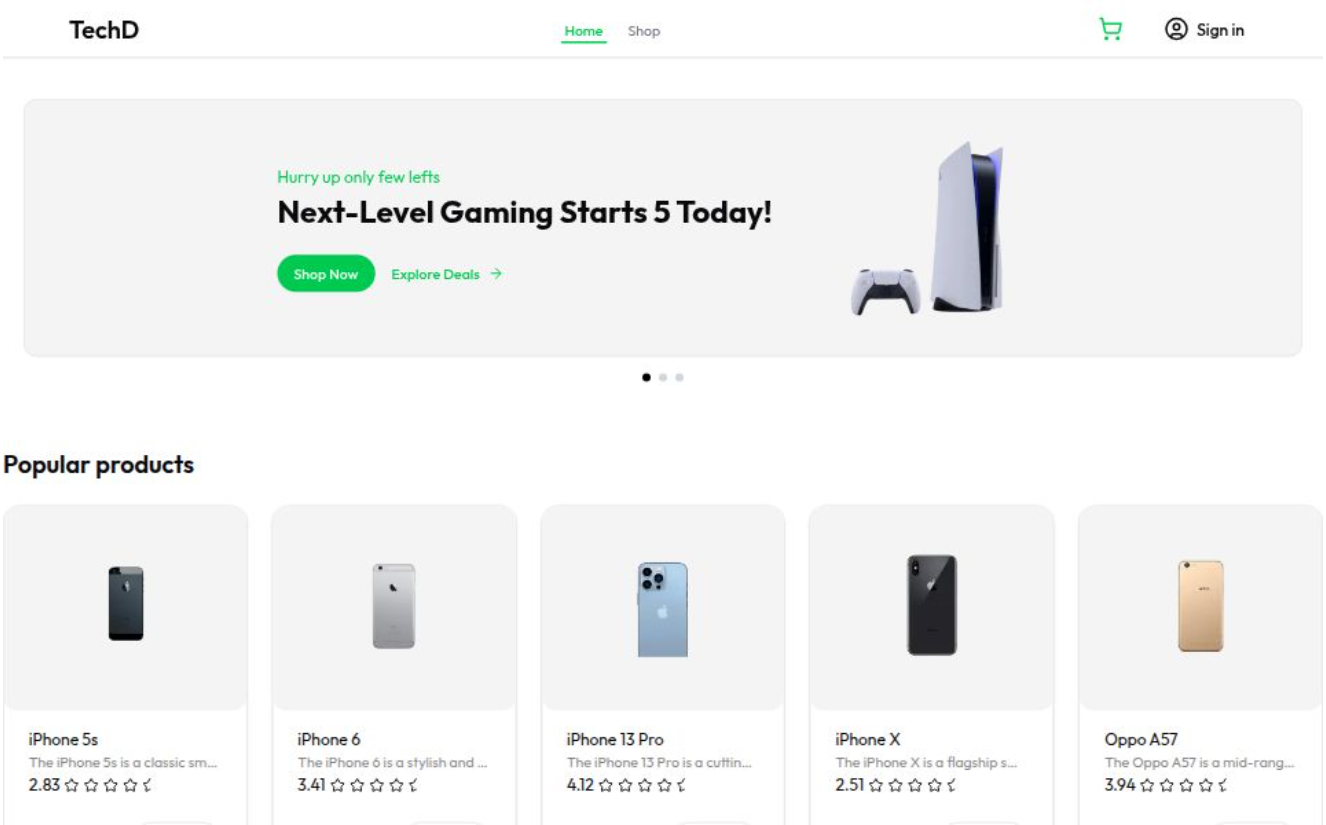 TechD
Home Shop
Sign in
Hurry up only few lefts
Next-Level Gaming Starts 5 Today!
Shop Now Explore Deals →
Popular products
iPhone 5s
The iPhone 5s is a classic sm...
2.83
iPhone 6
The iPhone 6 is a stylish and ...
3.41
iPhone 13 Pro
The iPhone 13 Pro is a cuttin...
4.12
iPhone X
The iPhone X is a flagship s...
2.51
Oppo A57
The Oppo A57 is a mid-rang...
3.94